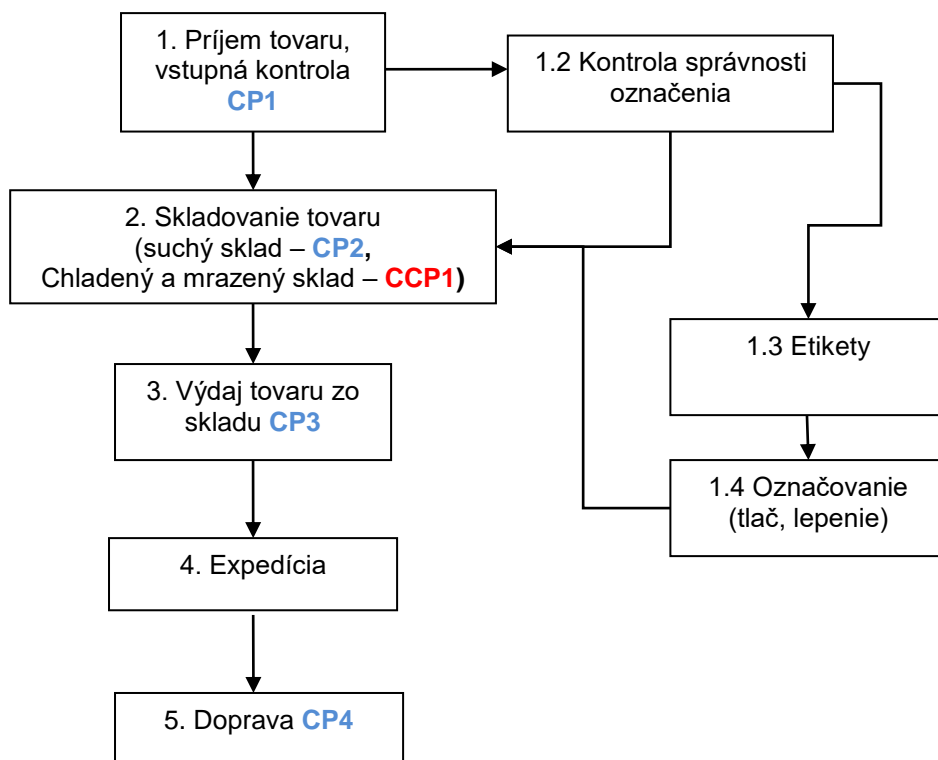 1. Príjem tovaru,
vstupná kontrola
CP1
1.2 Kontrola správnosti
označenia
2. Skladovanie tovaru
(suchý sklad – CP2,
Chladený a mrazený sklad – CCP1)
1.3 Etikety
3. Výdaj tovaru zo
skladu CP3
1.4 Označovanie
(tlač, lepenie)
4. Expedícia
5. Doprava CP4